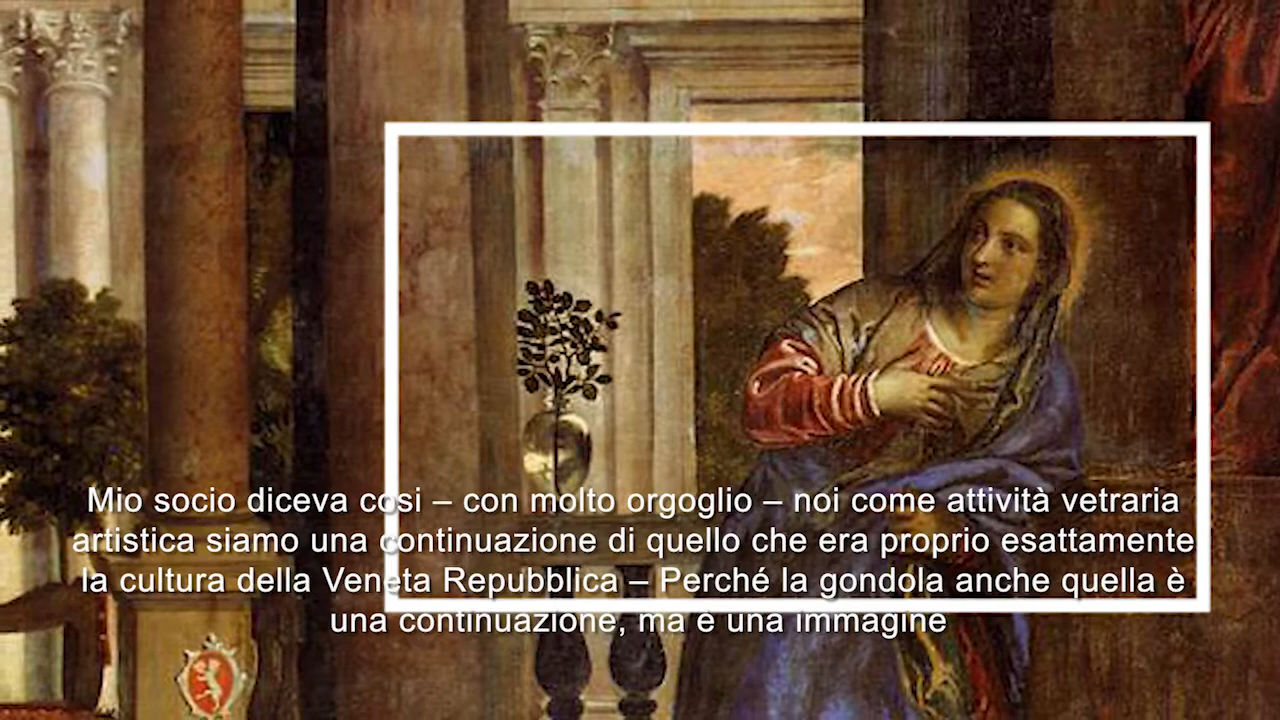 Mio socio diceva cosi – con molto orgoglio – noi come attività vetraria
artistica siamo una continuazione di quello che era proprio esattamente
la cultura della Veneta Repubblica – Perché la gondola anche quella è
una continuazione, ma è una immagine